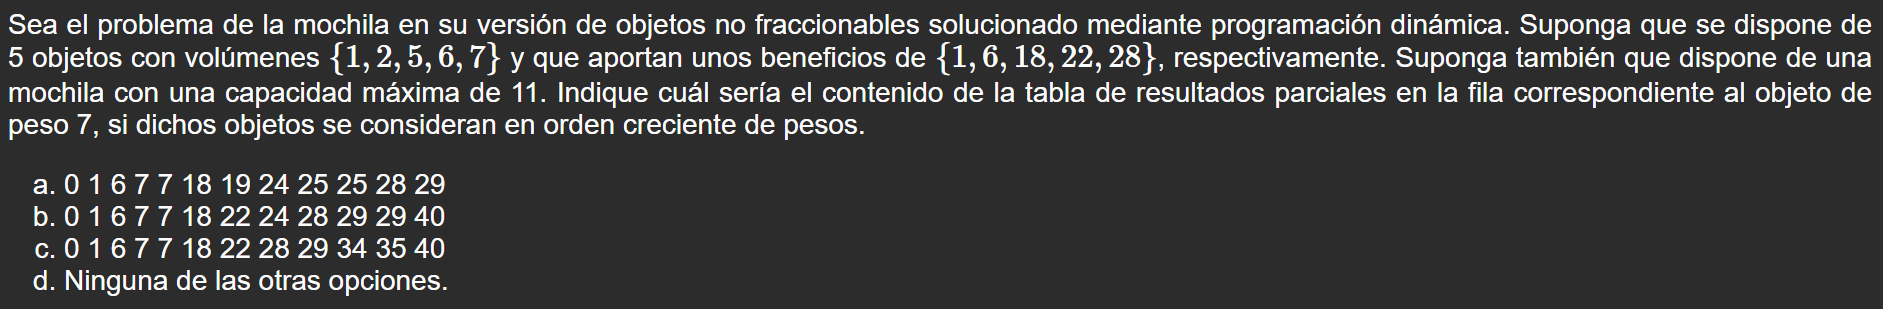 Sea el problema de la mochila en su versión de objetos no fraccionables solucionado mediante programación dinámica. Suponga que se dispone de
5 objetos con volúmenes {1, 2, 5, 6, 7} y que aportan unos beneficios de {1, 6, 18, 22, 28}, respectivamente. Suponga también que dispone de una
mochila con una capacidad máxima de 11. Indique cuál sería el contenido de la tabla de resultados parciales en la fila correspondiente al objeto de
peso 7, si dichos objetos se consideran en orden creciente de pesos.
a. 0 1 6 7 7 18 19 24 25 25 28 29
b. 0 1 6 7 7 18 22 24 28 29 29 40
c. 0 1 6 7 7 18 22 28 29 34 35 40
d. Ninguna de las otras opciones.